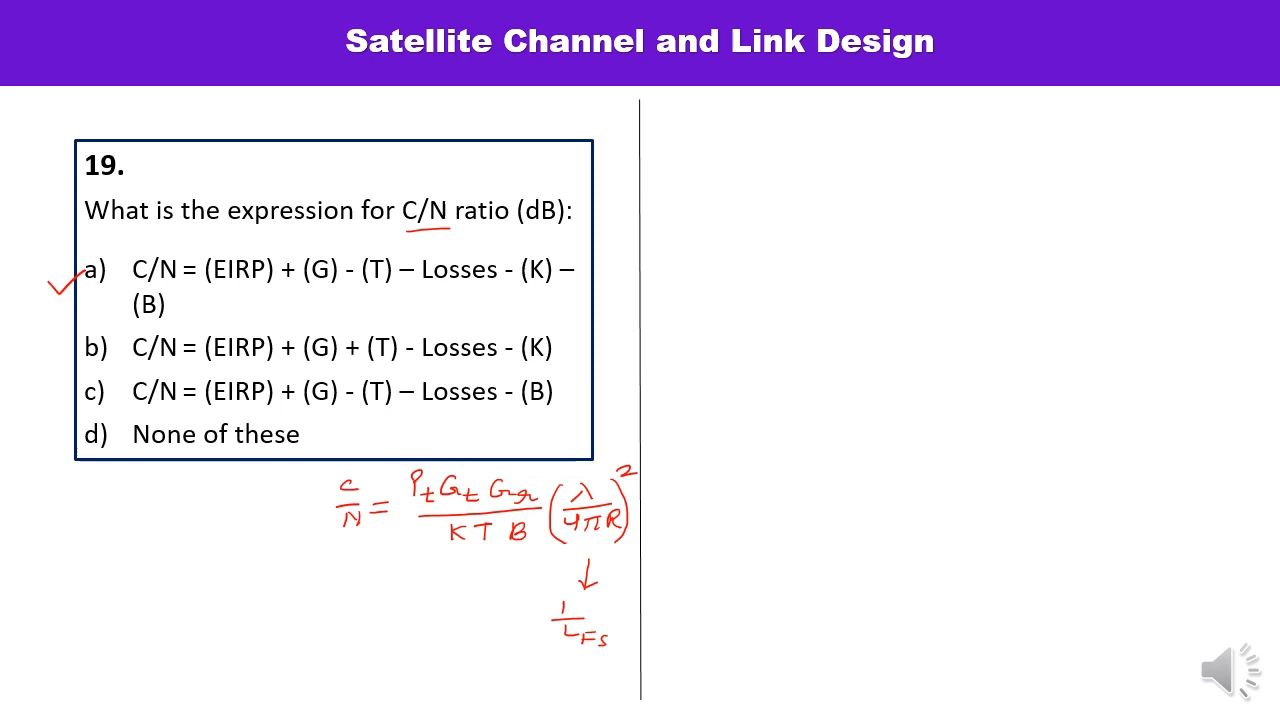 Satellite Channel and Link Design
19.
What is the expression for C/N ratio (dB):
a) C/N = (EIRP) + (G) - (T) – Losses - (K) –
(B)
b) C/N = (EIRP) + (G) + (T) - Losses - (K)
c) C/N = (EIRP) + (G) - (T) – Losses - (B)
d) None of these
C/N = PtGtGr/KTB (λ/4πR)²
↓
1/LFS